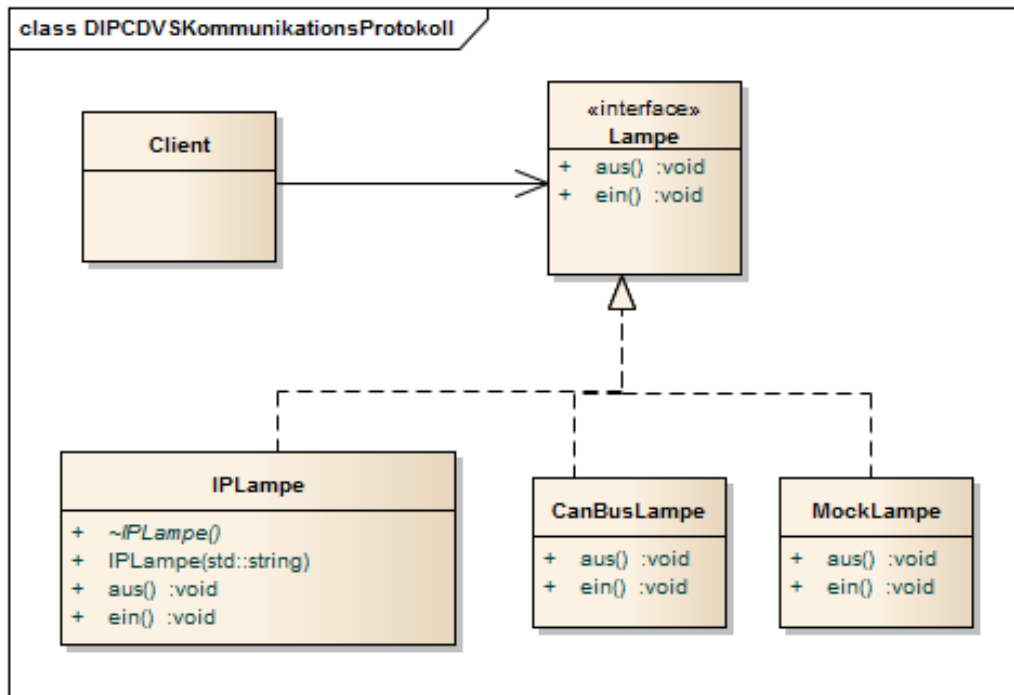 class DIPCDVSKommunikationsProtokoll
Client
«interface»
Lampe
+ aus() :void
+ ein() :void
IPLampe
+ ~IPLampe()
+ IPLampe(std::string)
+ aus() :void
+ ein() :void
CanBusLampe
+ aus() :void
+ ein() :void
MockLampe
+ aus() :void
+ ein() :void